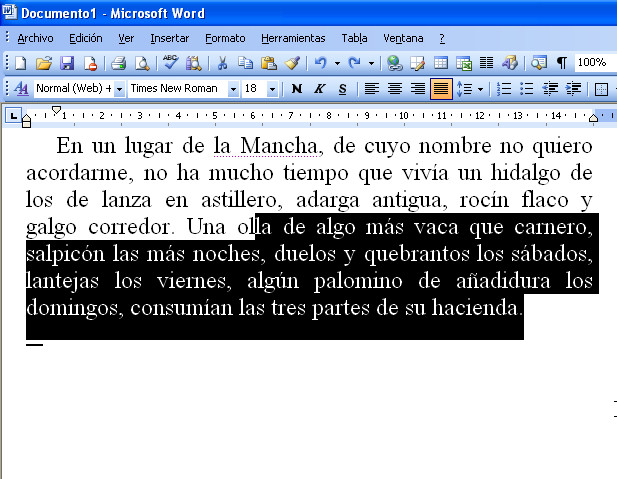 Documento1 - Microsoft Word
Archivo Edición Ver Insertar Formato Herramientas Tabla Ventana ?
ABC ¶ 100%
Normal (Web) + Times New Roman 18 N K S
L 1 2 3 4 5 6 7 8 9 10 11 12 13 14
En un lugar de la Mancha, de cuyo nombre no quiero
acordarme, no ha mucho tiempo que vivía un hidalgo de
los de lanza en astillero, adarga antigua, rocín flaco y
galgo corredor. Una olla de algo más vaca que carnero,
salpicón las más noches, duelos y quebrantos los sábados,
lantejas los viernes, algún palomino de añadidura los
domingos, consumían las tres partes de su hacienda.